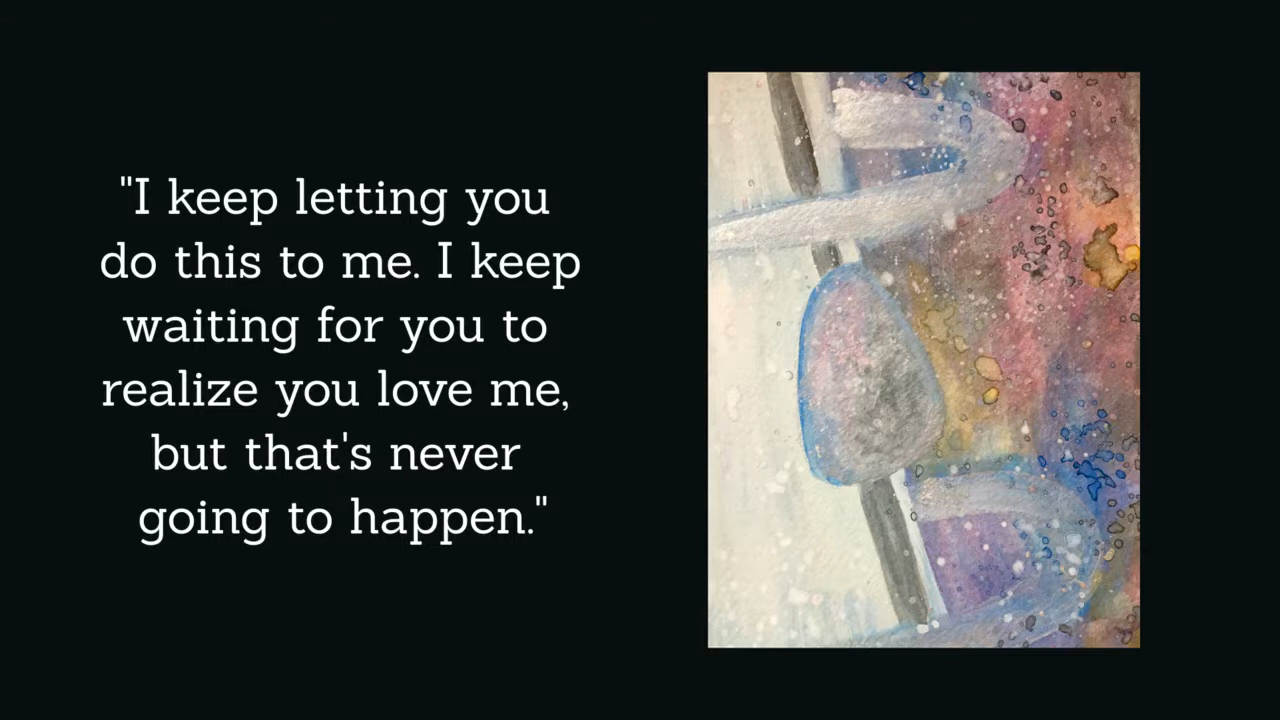 "I keep letting you
do this to me. I keep
waiting for you to
realize you love me,
but that's never
going to happen."